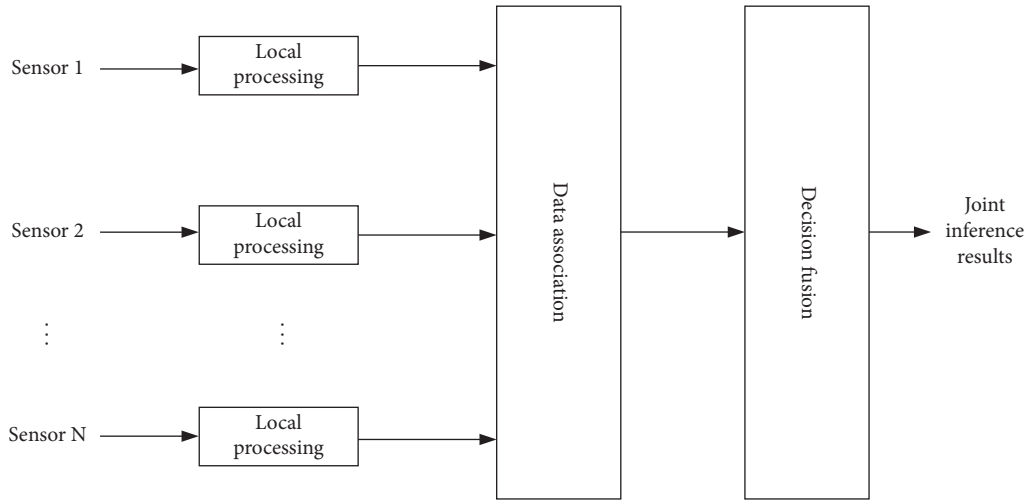 Sensor 1
Local
processing
Sensor 2
Local
processing
⋮
⋮
Sensor N
Local
processing
Data association
Decision fusion
Joint
inference
results